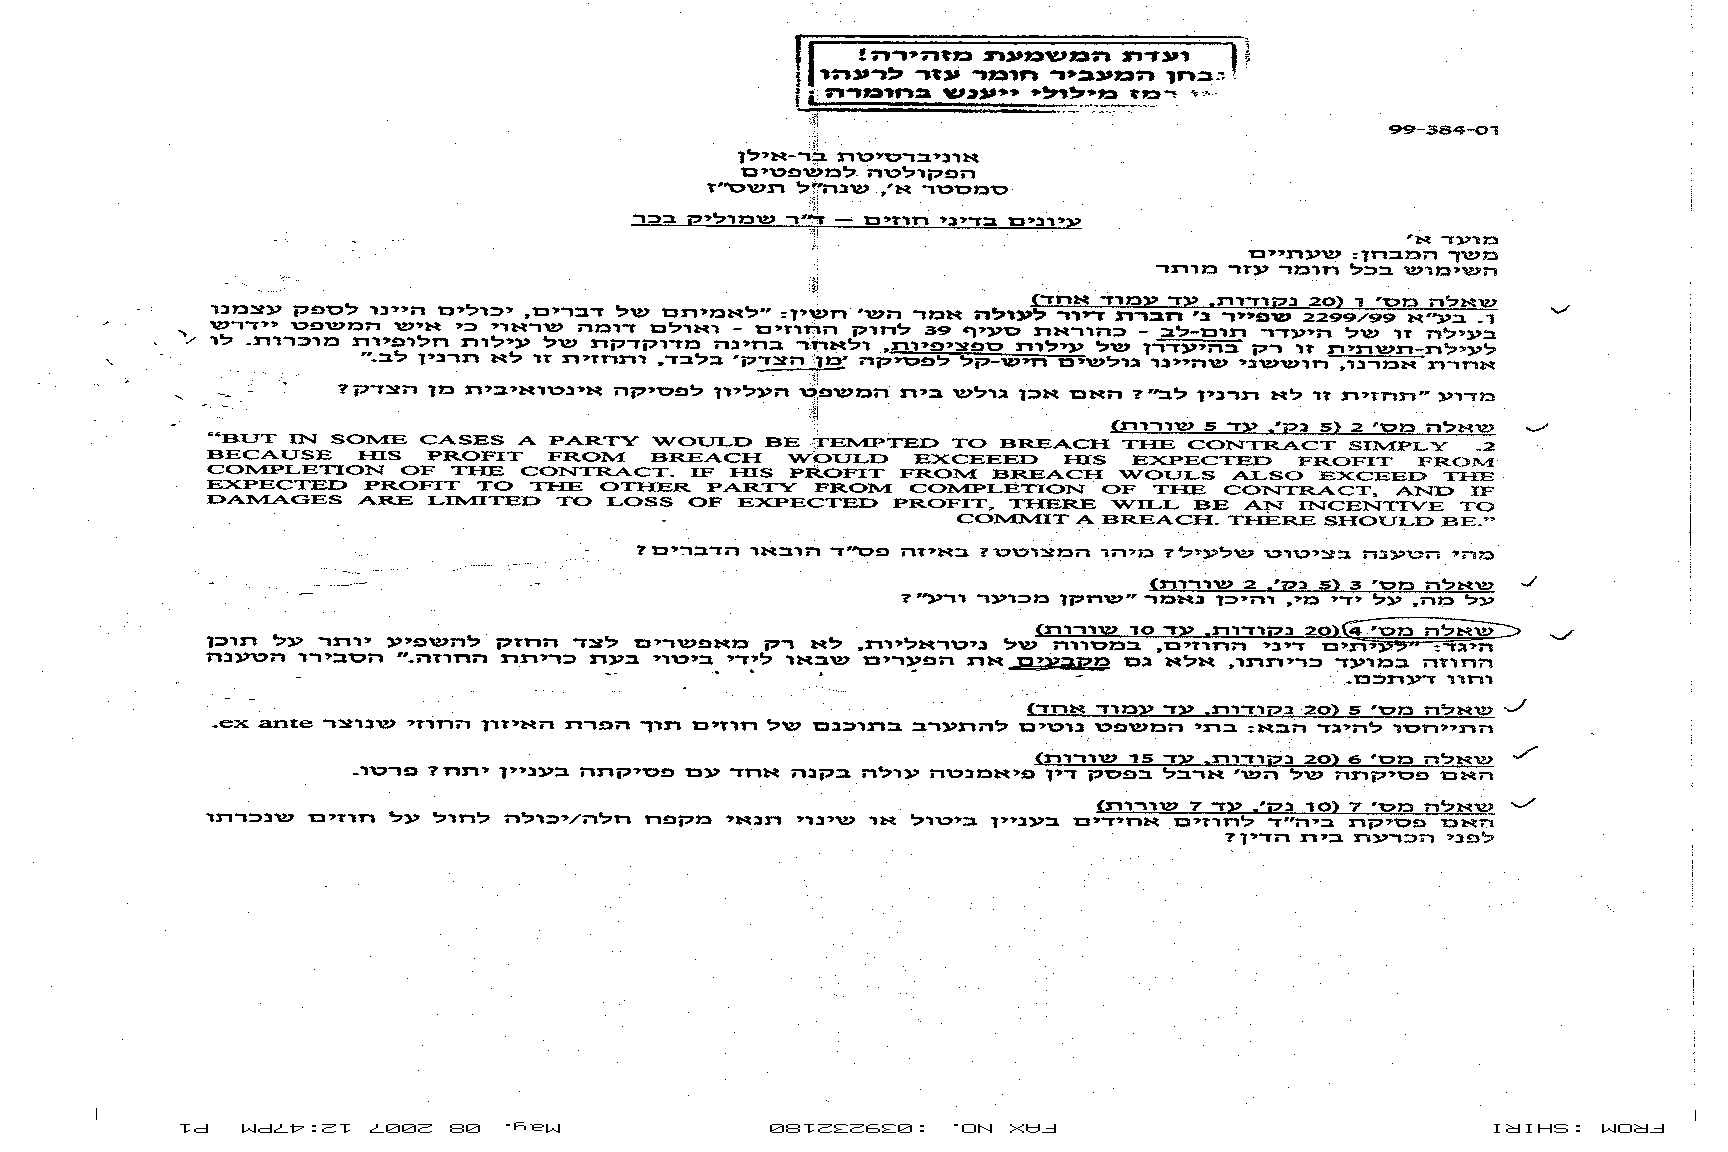 ועדת המשמעת מזהירה!
נבחן המעביר חומר עזר לרעהו
רמז מילולי ייענש בחומרה
99-384-01
אוניברסיטת בר-אילן
הפקולטה למשפטים
סמסטר א', שנה"ל תשס"ז
עיונים בדיני חוזים – ד"ר שמוליק בכר
מועד א'
משך המבחן: שעתיים
השימוש בכל חומר עזר מותר
שאלה מס' 1 (20 נקודות, עד עמוד אחד)
1. בע"א 2299/99 שפייר נ' חברת דיור לעולה אמר הש' חשין: "לאמיתם של דברים, יכולים היינו לספק עצמנו
בעילה זו של היעדר תום-לב - כהוראת סעיף 39 לחוק החוזים - ואולם דומה שראוי כי איש המשפט יידרש
לעילת-תשתית זו רק בהיעדרן של עילות ספציפיות, ולאחר בחינה מדוקדקת של עילות חלופיות מוכרות. לו
אחרת אמרנו, חוששני שהיינו גולשים חיש-קל לפסיקה 'מן הצדק' בלבד, ותחזית זו לא תרנין לב."
מדוע "תחזית זו לא תרנין לב"? האם אכן גולש בית המשפט העליון לפסיקה אינטואיבית מן הצדק?
שאלה מס' 2 (5 נק', עד 5 שורות)
"BUT IN SOME CASES A PARTY WOULD BE TEMPTED TO BREACH THE CONTRACT SIMPLY .2
BECAUSE HIS PROFIT FROM BREACH WOULD EXCEEED HIS EXPECTED FROFIT FROM
COMPLETION OF THE CONTRACT. IF HIS PROFIT FROM BREACH WOULS ALSO EXCEED THE
EXPECTED PROFIT TO THE OTHER PARTY FROM COMPLETION OF THE CONTRACT, AND IF
DAMAGES ARE LIMITED TO LOSS OF EXPECTED PROFIT, THERE WILL BE AN INCENTIVE TO
COMMIT A BREACH. THERE SHOULD BE."
מהי הטענה בציטוט שלעיל? מיהו המצוטט? באיזה פס"ד הובאו הדברים?
שאלה מס' 3 (5 נק', 2 שורות)
על מה, על ידי מי, והיכן נאמר "שחקן מכוער ורע"?
שאלה מס' 4 (20 נקודות, עד 10 שורות)
היגד: "לעיתים דיני החוזים, במסווה של ניטראליות, לא רק מאפשרים לצד החזק להשפיע יותר על תוכן
החוזה במועד כריתתו, אלא גם מקבעים את הפערים שבאו לידי ביטוי בעת כריתת החוזה." הסבירו הטענה
וחוו דעתכם.
שאלה מס' 5 (20 נקודות, עד עמוד אחד)
התייחסו להיגד הבא: בתי המשפט נוטים להתערב בתוכנם של חוזים תוך הפרת האיזון החוזי שנוצר ex ante.
שאלה מס' 6 (20 נקודות, עד 15 שורות)
האם פסיקתה של הש' ארבל בפסק דין פיאמנטה עולה בקנה אחד עם פסיקתה בעניין יתח? פרטו.
שאלה מס' 7 (10 נק', עד 7 שורות)
האם פסיקת ביה"ד לחוזים אחידים בעניין ביטול או שינוי תנאי מקפח חלה/יכולה לחול על חוזים שנכרתו
לפני הכרעת בית הדין?
FROM :SHIRI FAX NO. :039232180 May. 08 2007 12:47PM P1